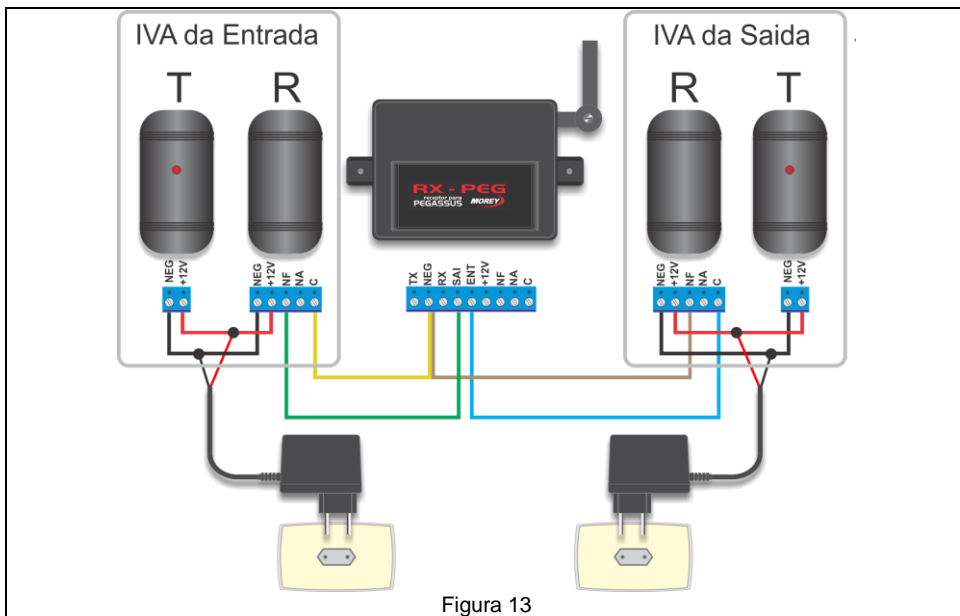 IVA da Entrada
T
R
NEG
+12V
NEG
+12V
NF
NA
C
RX - PEG
receptor para
PEGASSUS
MOREY
TX
NEG
RX
SAI
ENT
+12V
NF
NA
C
IVA da Saida
R
T
NEG
+12V
NF
NA
C
NEG
+12V
Figura 13